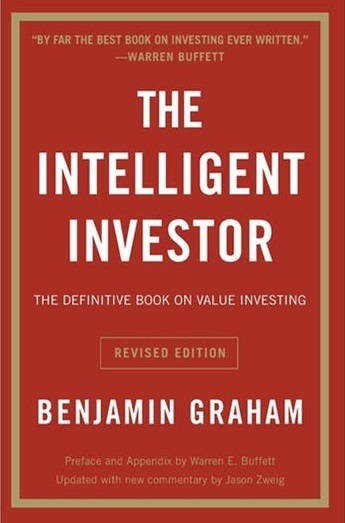 “BY FAR THE BEST BOOK ON INVESTING EVER WRITTEN.”
—WARREN BUFFETT
THE
INTELLIGENT
INVESTOR
THE DEFINITIVE BOOK ON VALUE INVESTING
REVISED EDITION
BENJAMIN GRAHAM
Preface and Appendix by Warren E. Buffett
Updated with new commentary by Jason Zweig